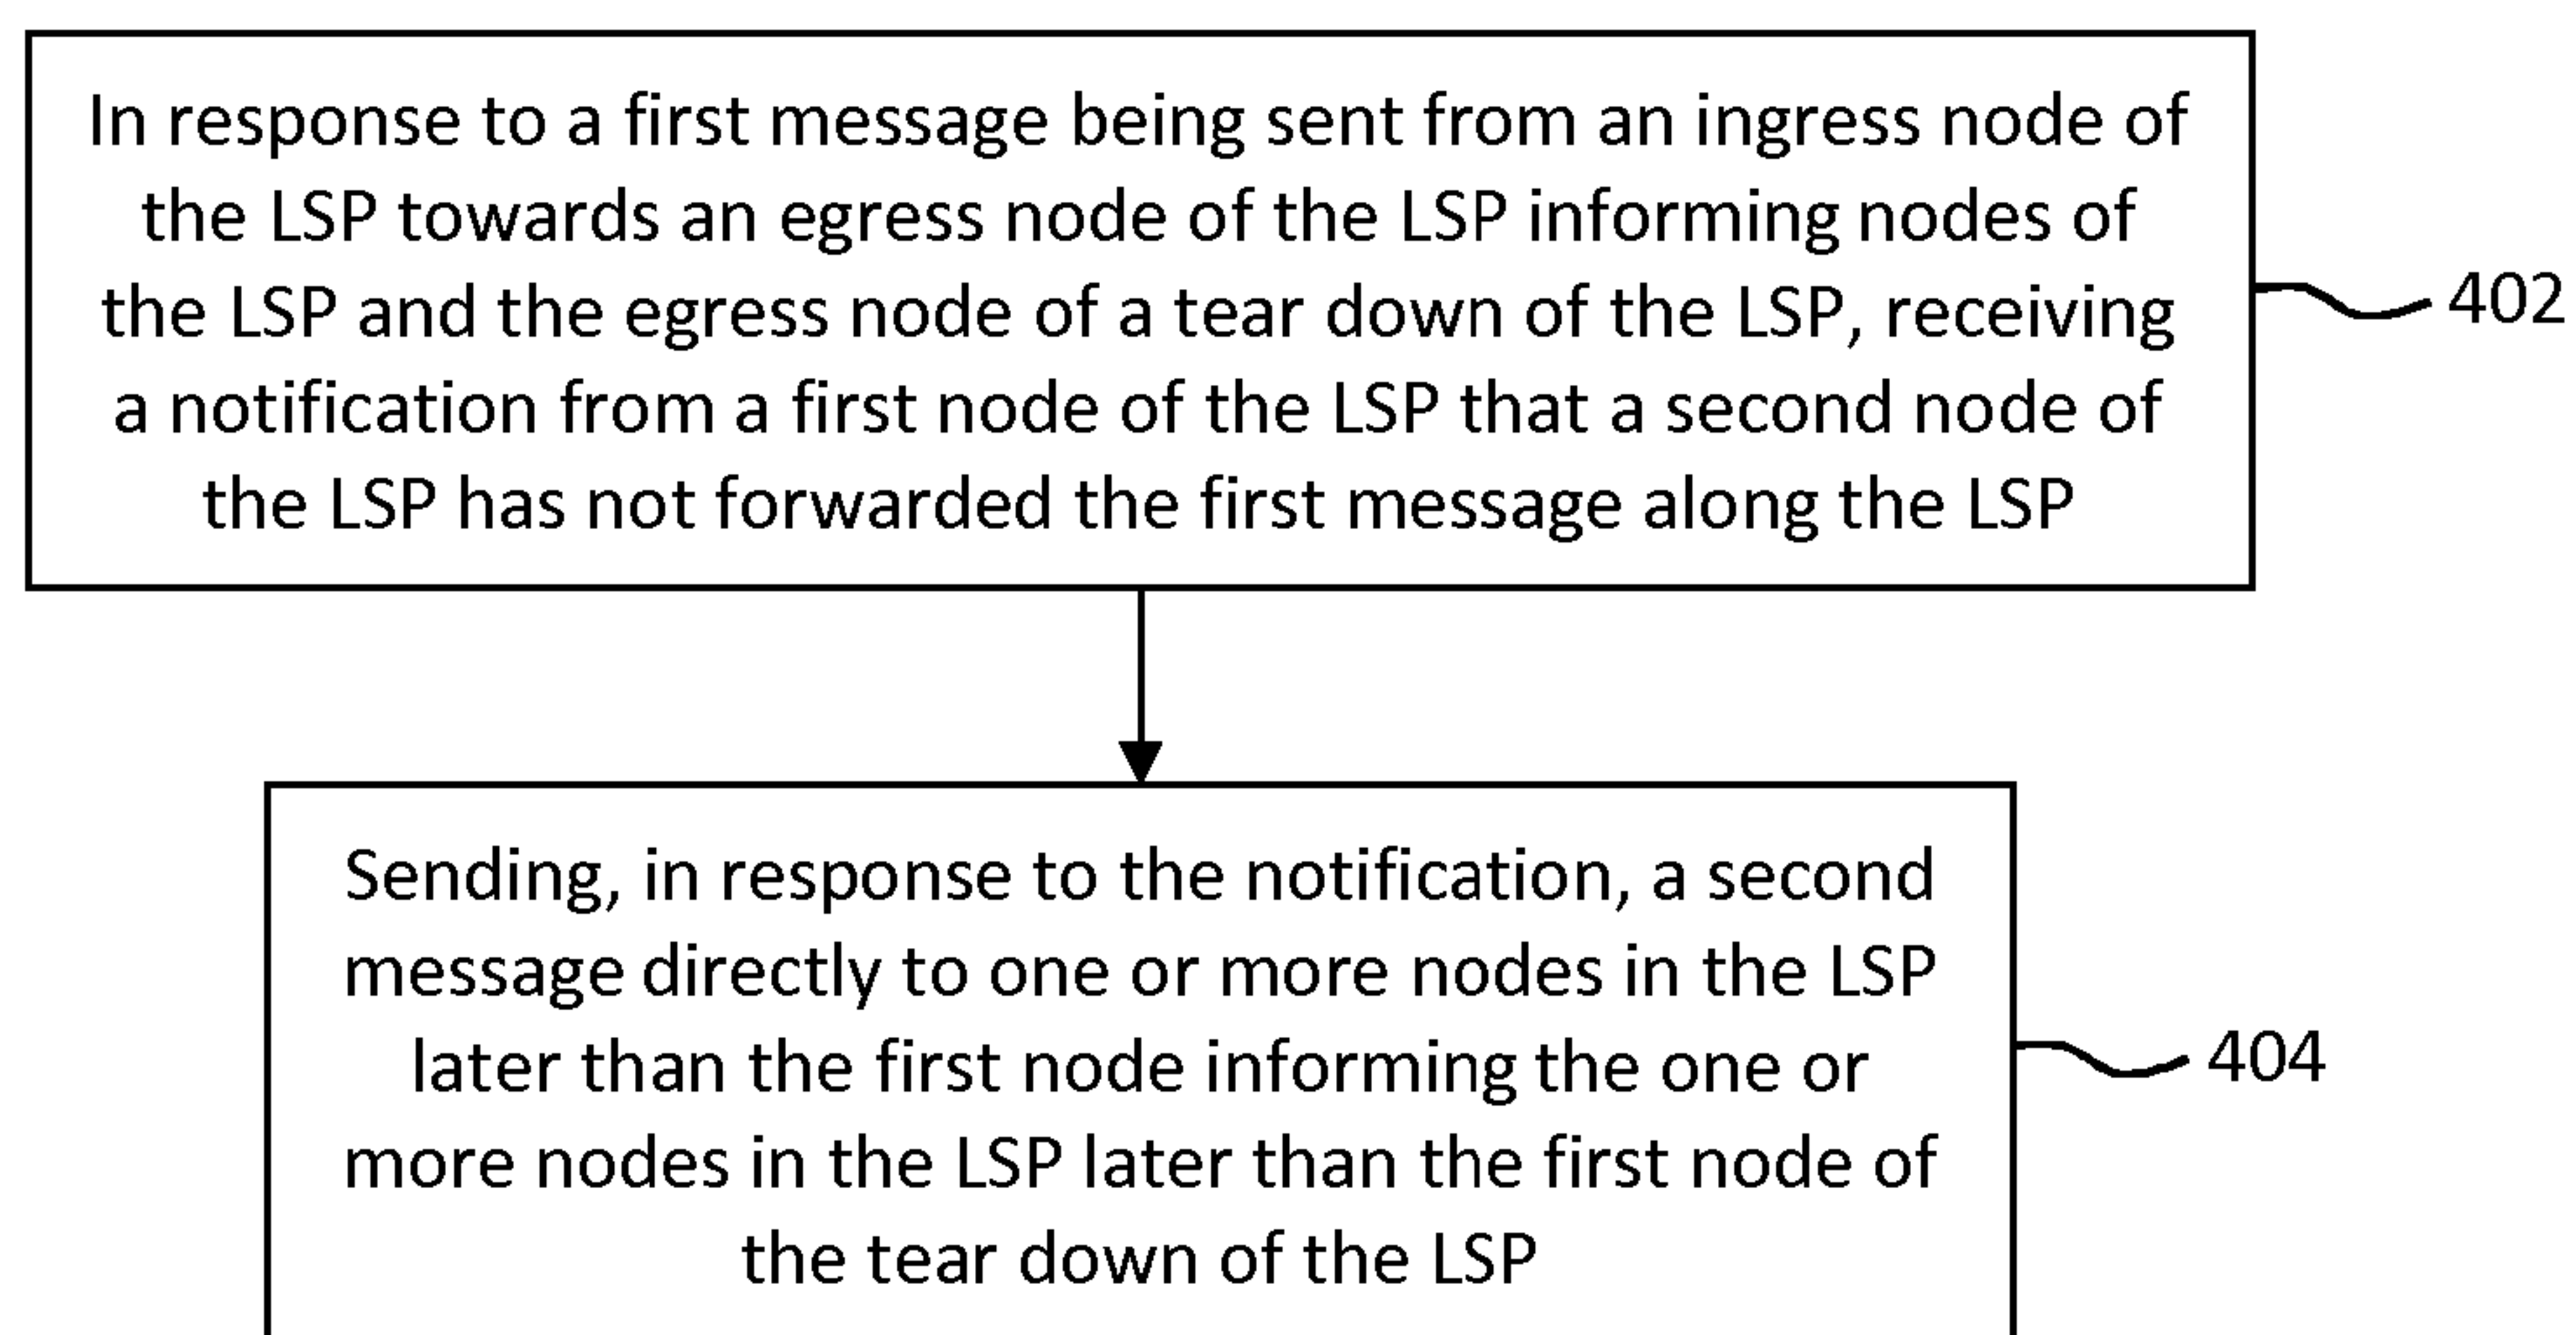 In response to a first message being sent from an ingress node of
the LSP towards an egress node of the LSP informing nodes of
the LSP and the egress node of a tear down of the LSP, receiving
a notification from a first node of the LSP that a second node of
the LSP has not forwarded the first message along the LSP
402
Sending, in response to the notification, a second
message directly to one or more nodes in the LSP
later than the first node informing the one or
more nodes in the LSP later than the first node of
the tear down of the LSP
404